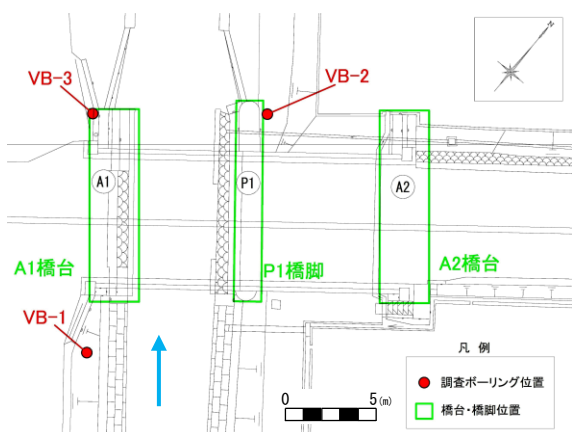 N
VB-3
VB-2
A1
P1
A2
A1橋台
P1橋脚
A2橋台
VB-1
凡 例
調査ボーリング位置
橋台・橋脚位置
0
5(m)